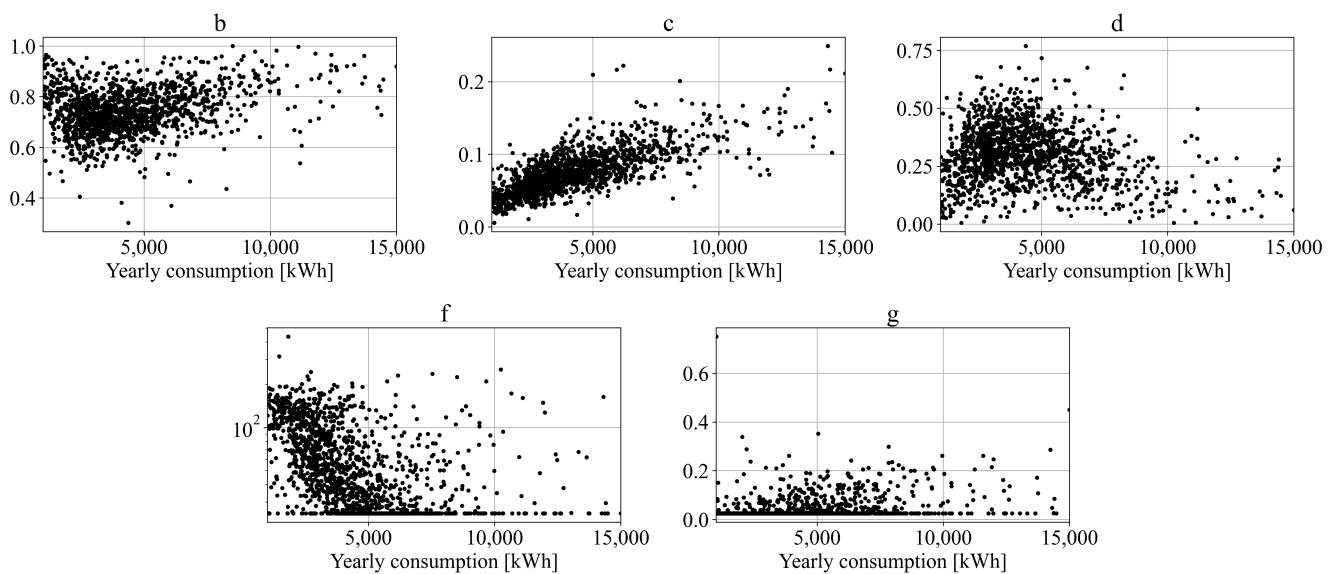 b
c
d
1.0
0.8
0.6
0.4
5,000 10,000 15,000
Yearly consumption [kWh]
0.2
0.1
0.0
5,000 10,000 15,000
Yearly consumption [kWh]
0.75
0.50
0.25
0.00
5,000 10,000 15,000
Yearly consumption [kWh]
f
10²
5,000 10,000 15,000
Yearly consumption [kWh]
g
0.6
0.4
0.2
0.0
5,000 10,000 15,000
Yearly consumption [kWh]